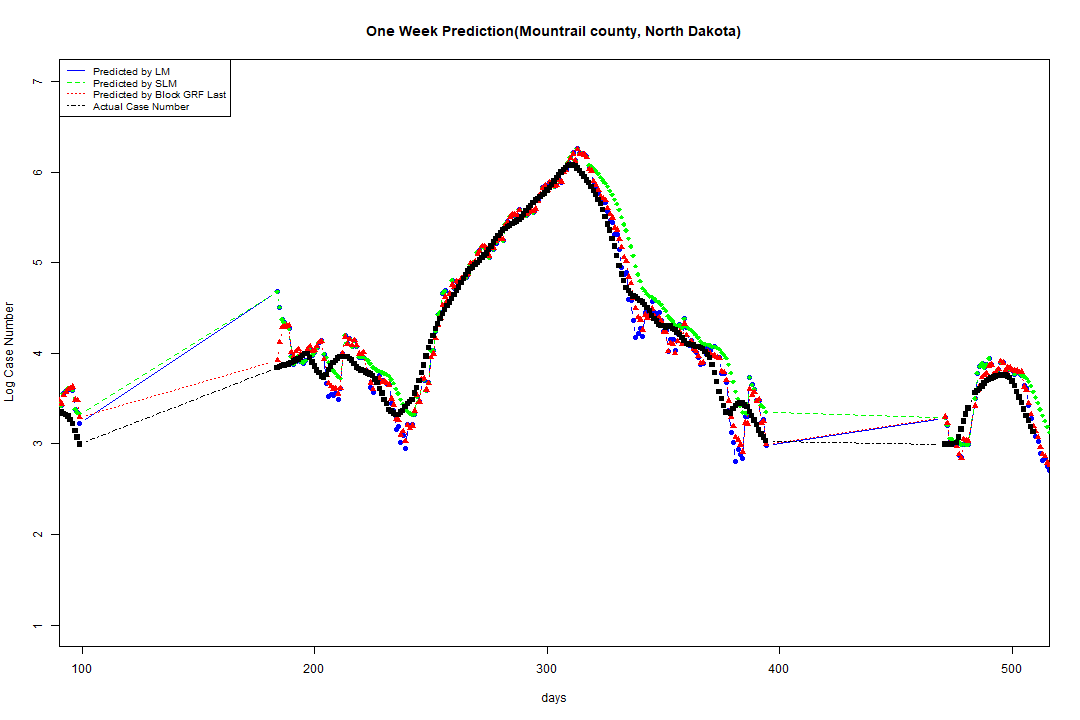 One Week Prediction(Mountrail county, North Dakota)
Predicted by LM
Predicted by SLM
Predicted by Block GRF Last
Actual Case Number
Log Case Number
7
6
5
4
3
2
1
100 200 300 400 500
days